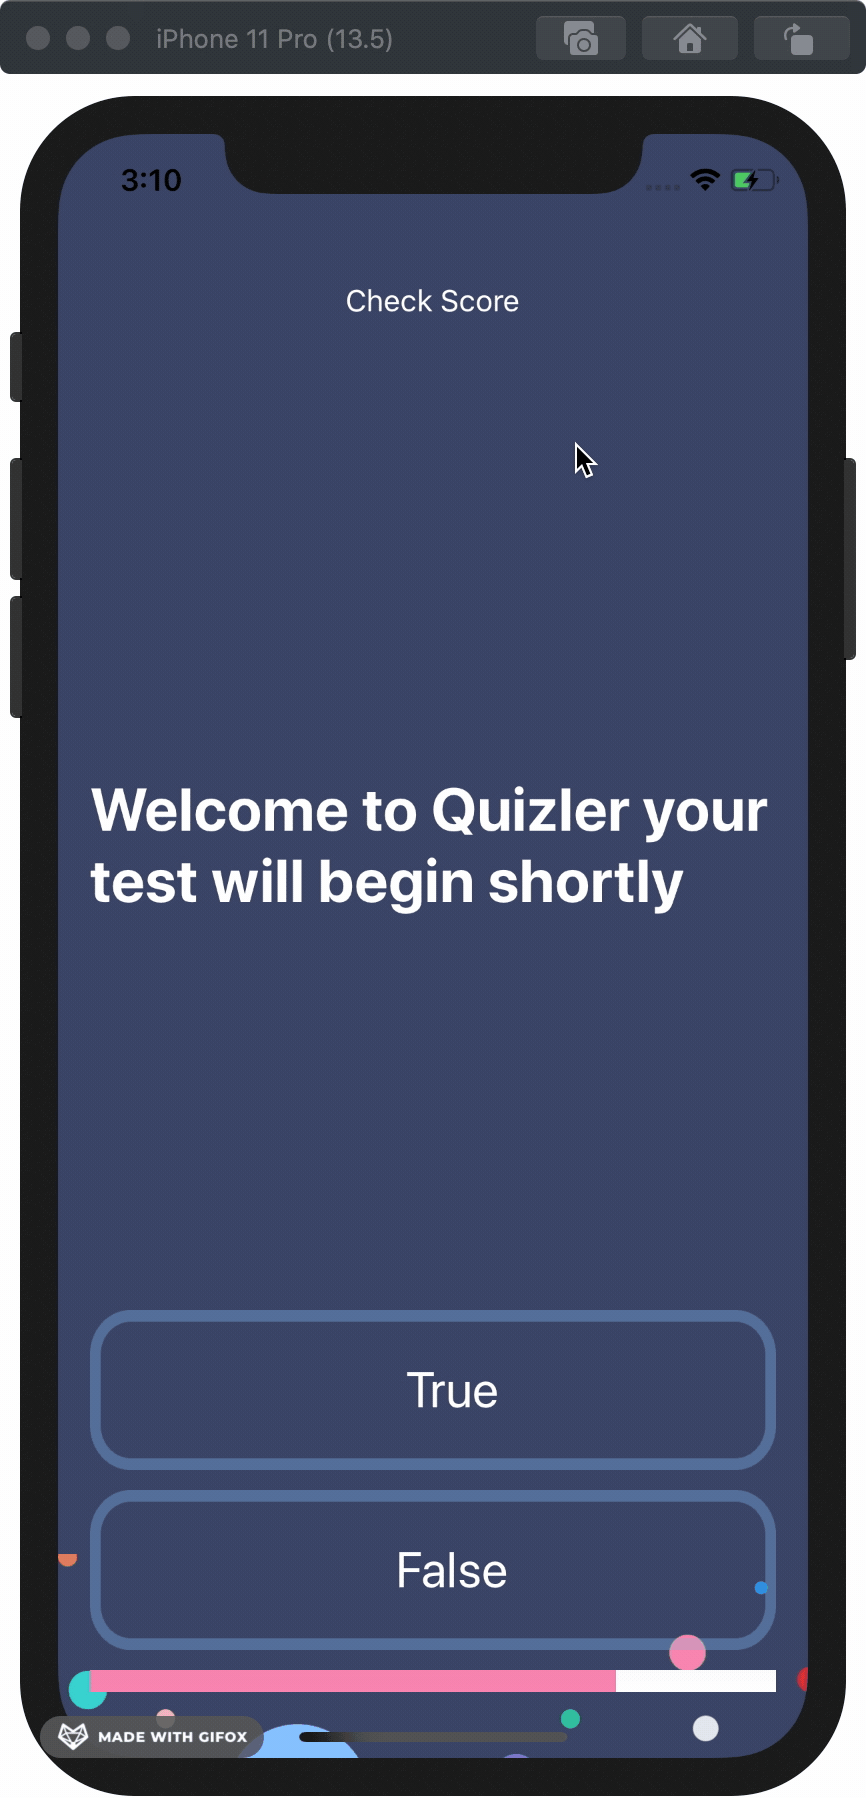 iPhone 11 Pro (13.5)
3:10
Check Score
Welcome to Quizler your
test will begin shortly
True
False
MADE WITH GIFOX